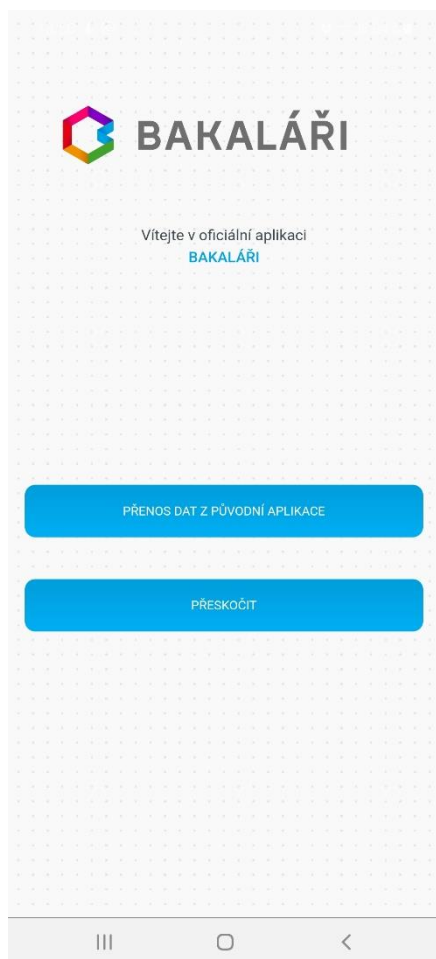 BAKALÁŘI
Vítejte v oficiální aplikaci
BAKALÁŘI
PŘENOS DAT Z PŮVODNÍ APLIKACE
PŘESKOČIT